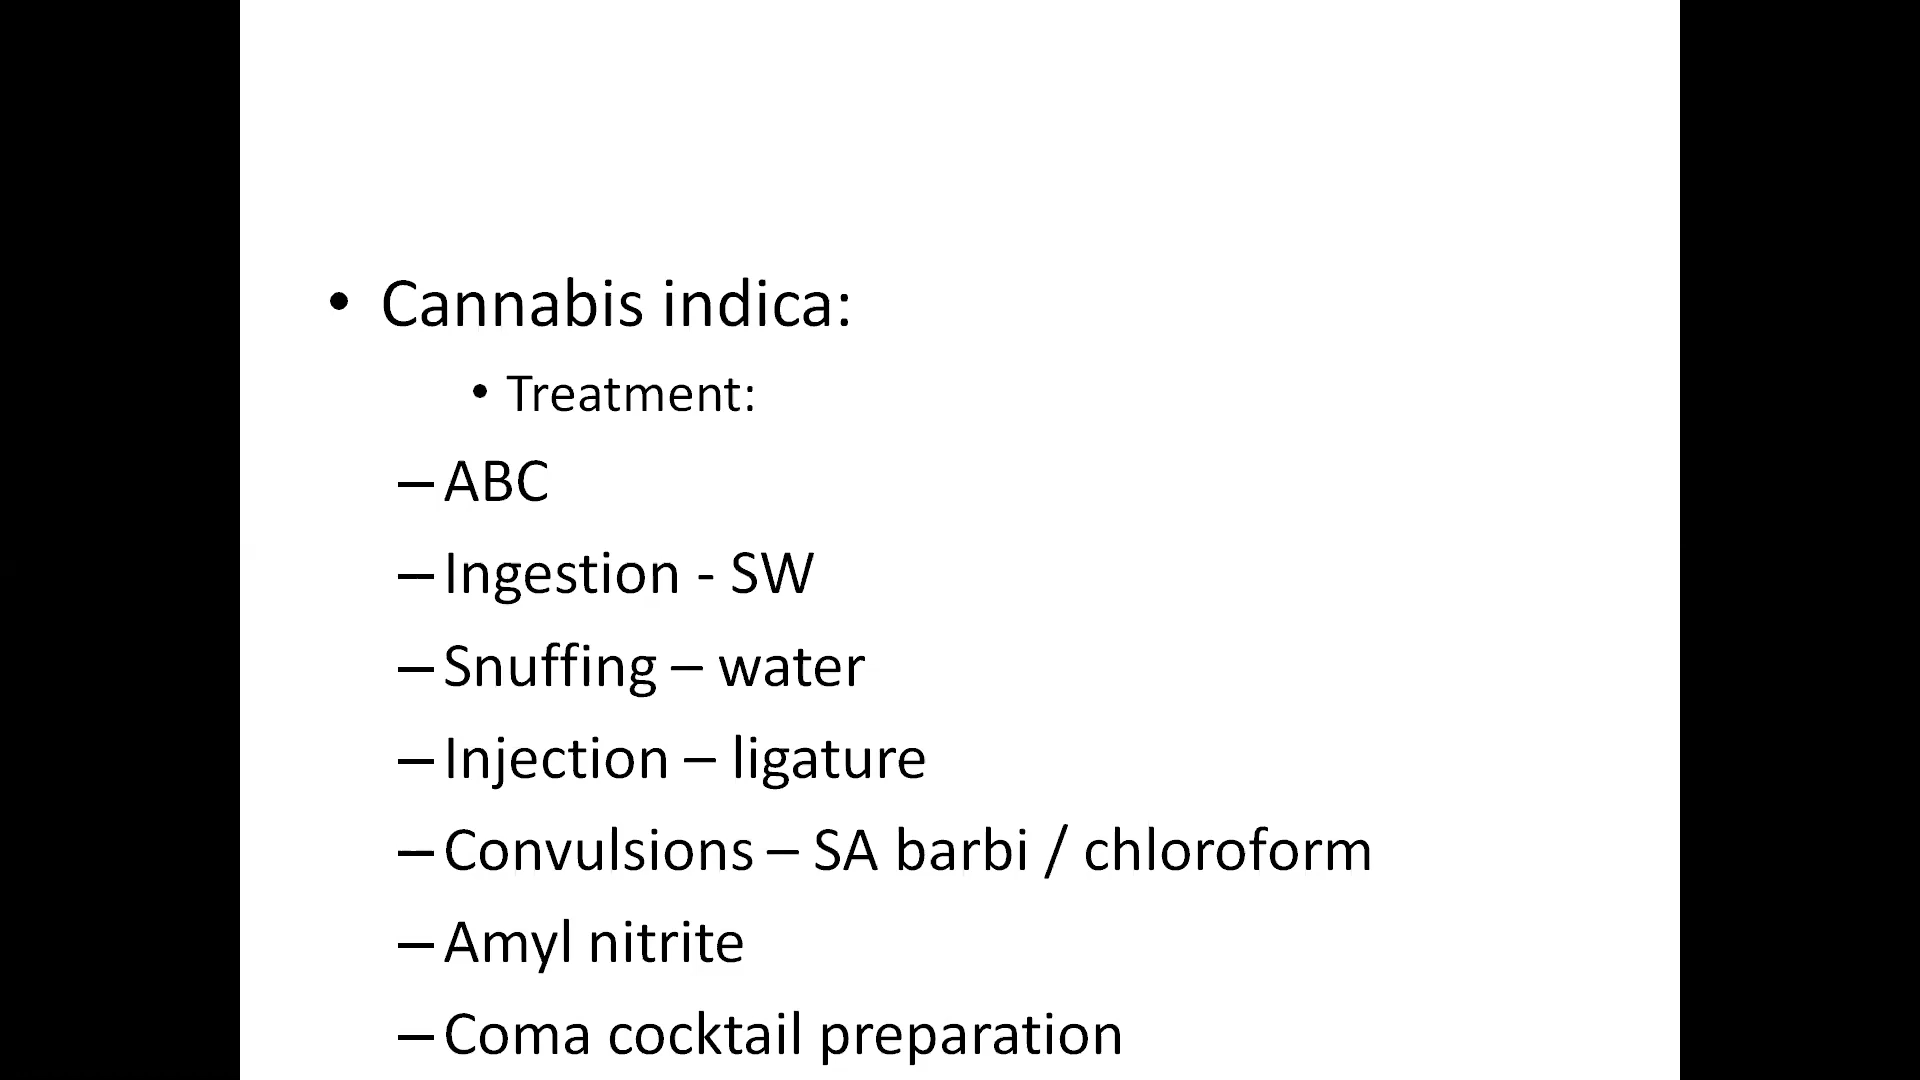 • Cannabis indica:
• Treatment:
– ABC
– Ingestion - SW
– Snuffing – water
– Injection – ligature
– Convulsions – SA barbi / chloroform
– Amyl nitrite
– Coma cocktail preparation